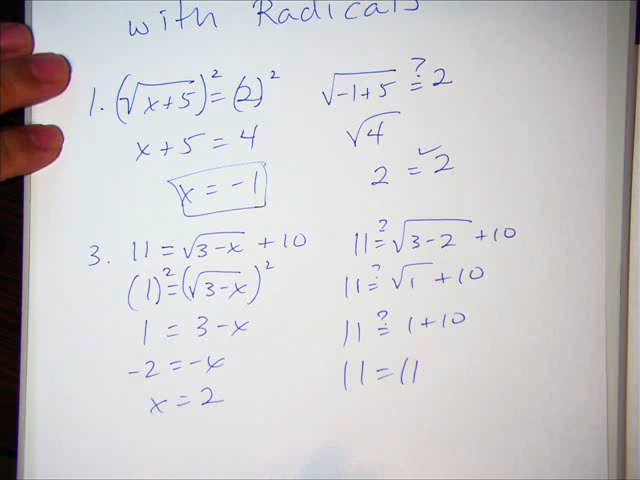 with Radicals
1. (√x+5)² = (2)²
x+5 = 4
x = -1
√-1+5 ≟ 2
√4
2 = 2 ✓
3. 11 = √3-x + 10
(1)² = (√3-x)²
1 = 3-x
-2 = -x
x = 2
11 ≟ √3-2 + 10
11 ≟ √1 + 10
11 ≟ 1+10
11 = 11